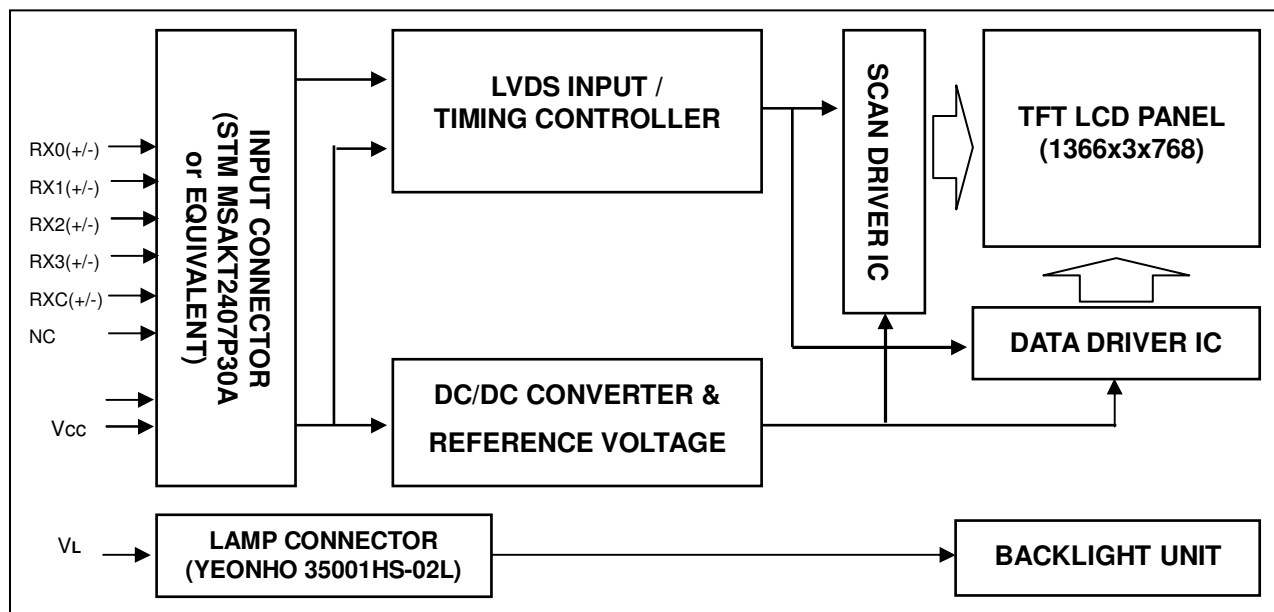 RX0(+/-)
RX1(+/-)
RX2(+/-)
RX3(+/-)
RXC(+/-)
NC
Vcc
VL
INPUT CONNECTOR
(STM MSAKT2407P30A
or EQUIVALENT)
LVDS INPUT /
TIMING CONTROLLER
DC/DC CONVERTER &
REFERENCE VOLTAGE
SCAN DRIVER IC
TFT LCD PANEL
(1366x3x768)
DATA DRIVER IC
LAMP CONNECTOR
(YEONHO 35001HS-02L)
BACKLIGHT UNIT